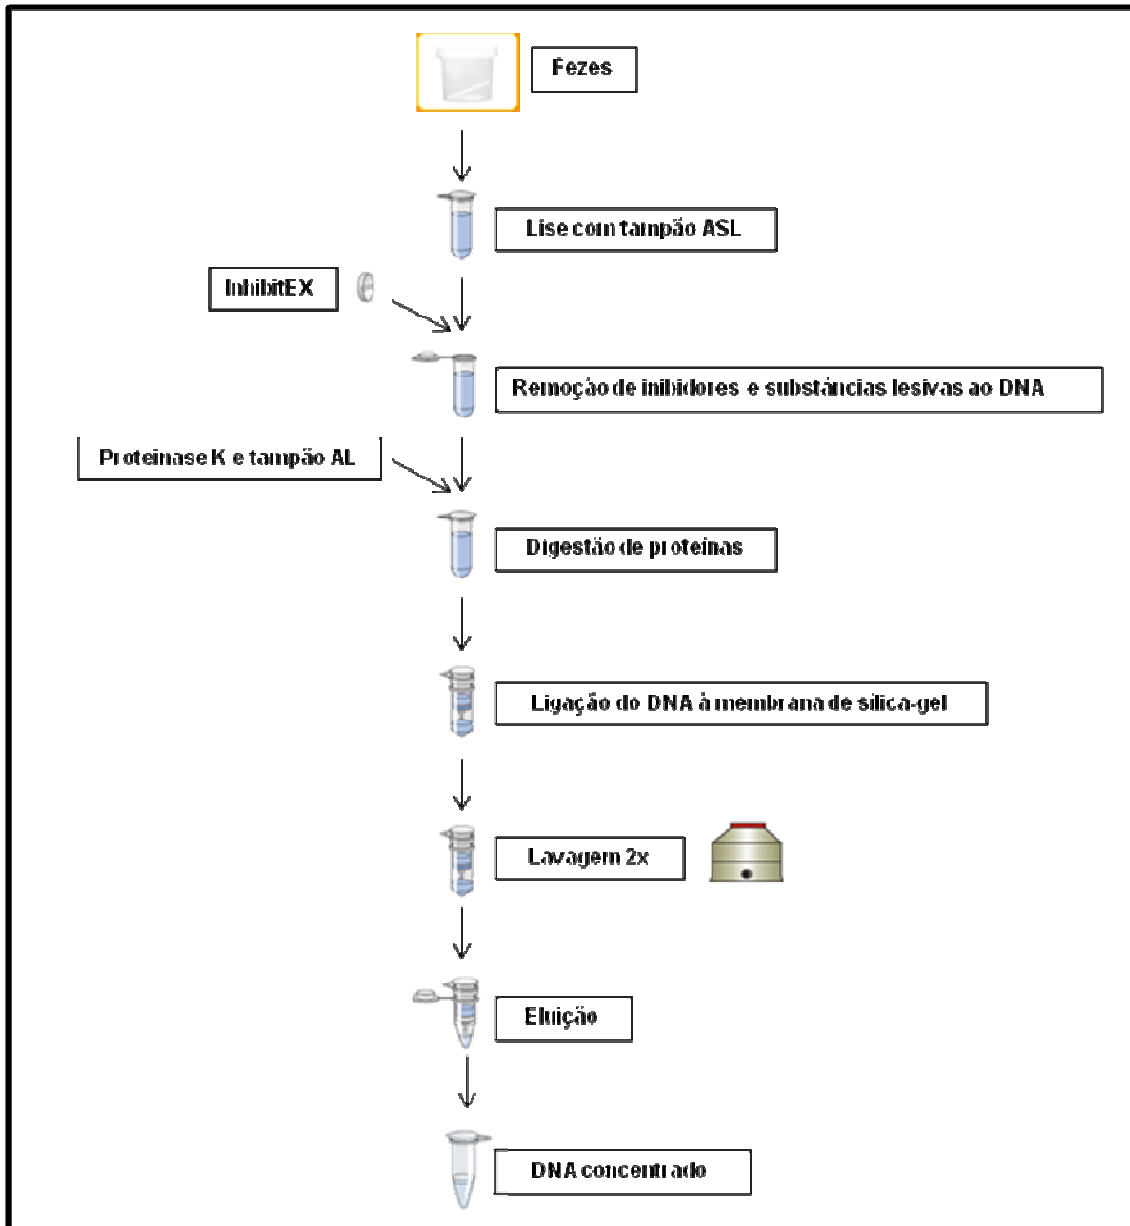 Fezes
Lise com tampão ASL
InhibitEX
Remoção de inibidores e substâncias lesivas ao DNA
Proteinase K e tampão AL
Digestão de proteínas
Ligação do DNA à membrana de sílica-gel
Lavagem 2x
Eluição
DNA concentrado